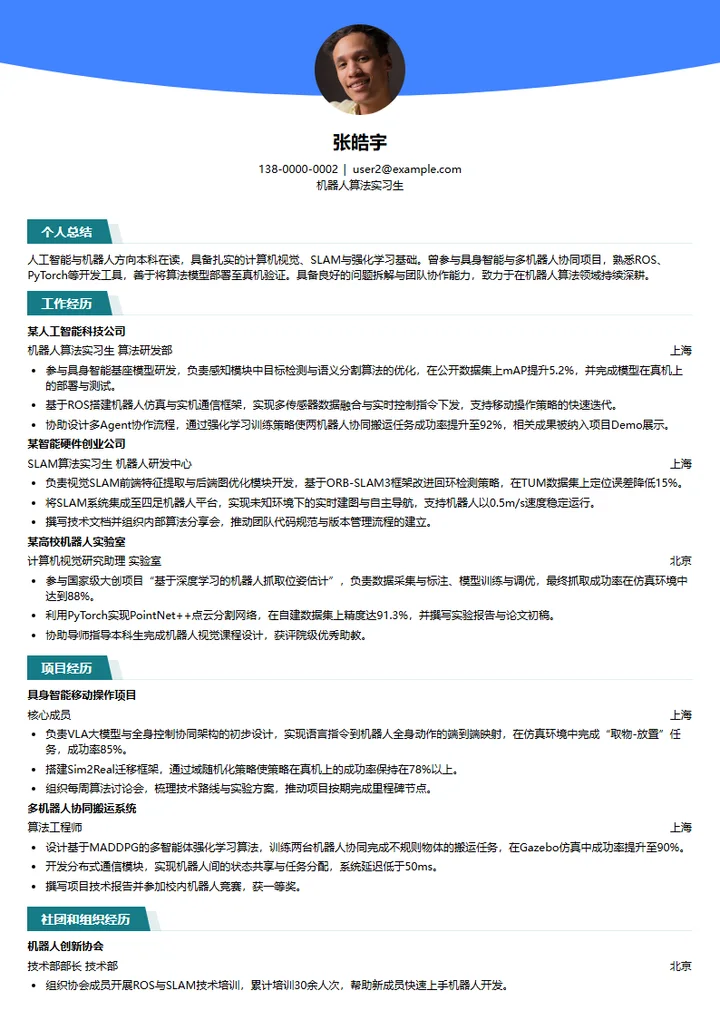 张皓宇
138-0000-0002 | user2@example.com
机器人算法实习生
个人总结
人工智能与机器人方向本科在读，具备扎实的计算机视觉、SLAM与强化学习基础。曾参与具身智能与多机器人协同项目，熟悉ROS、
PyTorch等开发工具，善于将算法模型部署至真机验证。具备良好的问题拆解与团队协作能力，致力于在机器人算法领域持续深耕。
工作经历
某人工智能科技公司
机器人算法实习生 算法研发部 上海
• 参与具身智能基座模型研发，负责感知模块中目标检测与语义分割算法的优化，在公开数据集上mAP提升5.2%，并完成模型在真机上
的部署与测试。
• 基于ROS搭建机器人仿真与实机通信框架，实现多传感器数据融合与实时控制指令下发，支持移动操作策略的快速迭代。
• 协助设计多Agent协作流程，通过强化学习训练策略使两机器人协同搬运任务成功率提升至92%，相关成果被纳入项目Demo展示。
某智能硬件创业公司
SLAM算法实习生 机器人研发中心 上海
• 负责视觉SLAM前端特征提取与后端图优化模块开发，基于ORB-SLAM3框架改进回环检测策略，在TUM数据集上定位误差降低15%。
• 将SLAM系统集成至四足机器人平台，实现未知环境下的实时建图与自主导航，支持机器人以0.5m/s速度稳定运行。
• 撰写技术文档并组织内部算法分享会，推动团队代码规范与版本管理流程的建立。
某高校机器人实验室
计算机视觉研究助理 实验室 北京
• 参与国家级大创项目“基于深度学习的机器人抓取位姿估计”，负责数据采集与标注、模型训练与调优，最终抓取成功率在仿真环境中
达到88%。
• 利用PyTorch实现PointNet++点云分割网络，在自建数据集上精度达91.3%，并撰写实验报告与论文初稿。
• 协助导师指导本科生完成机器人视觉课程设计，获评院级优秀助教。
项目经历
具身智能移动操作项目
核心成员 上海
• 负责VLA大模型与全身控制协同架构的初步设计，实现语言指令到机器人全身动作的端到端映射，在仿真环境中完成“取物-放置”任
务，成功率85%。
• 搭建Sim2Real迁移框架，通过域随机化策略使策略在真机上的成功率保持在78%以上。
• 组织每周算法讨论会，梳理技术路线与实验方案，推动项目按期完成里程碑节点。
多机器人协同搬运系统
算法工程师 上海
• 设计基于MADDPG的多智能体强化学习算法，训练两台机器人协同完成不规则物体的搬运任务，在Gazebo仿真中成功率提升至90%。
• 开发分布式通信模块，实现机器人间的状态共享与任务分配，系统延迟低于50ms。
• 撰写项目技术报告并参加校内机器人竞赛，获一等奖。
社团和组织经历
机器人创新协会
技术部部长 技术部 北京
• 组织协会成员开展ROS与SLAM技术培训，累计培训30余人次，帮助新成员快速上手机器人开发。